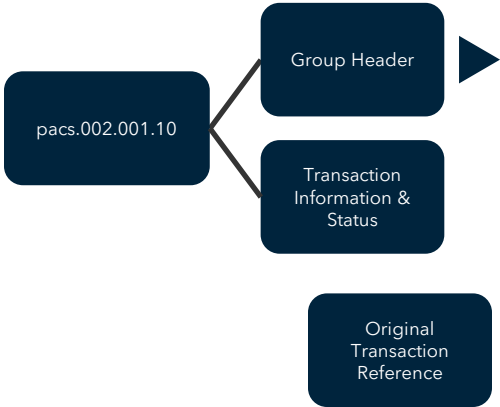 Group Header
pacs.002.001.10
Transaction
Information &
Status
Original
Transaction
Reference